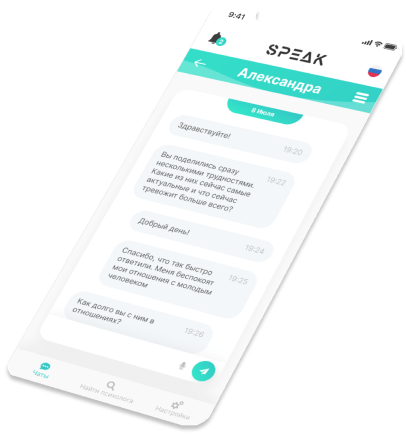 9:41
SPEAK
Александра
8 Июля
Здравствуйте!
19:20
Вы поделились сразу
несколькими трудностями.
Какие из них сейчас самые
актуальные и что сейчас
тревожит больше всего?
19:23
Добрый день!
19:24
Спасибо, что так быстро
ответили. Меня беспокоят
мои отношения с молодым
человеком
19:25
Как долго вы с ним в
отношениях?
19:26
Чаты
Найти психолога
Настройки